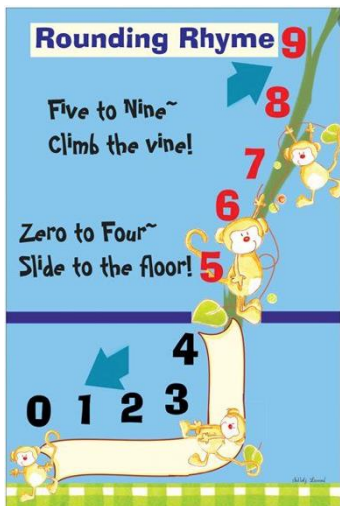 Rounding Rhyme
9
8
Five to Nine~
Climb the vine!
7
6
Zero to Four~
Slide to the floor!
5
4
0 1 2 3